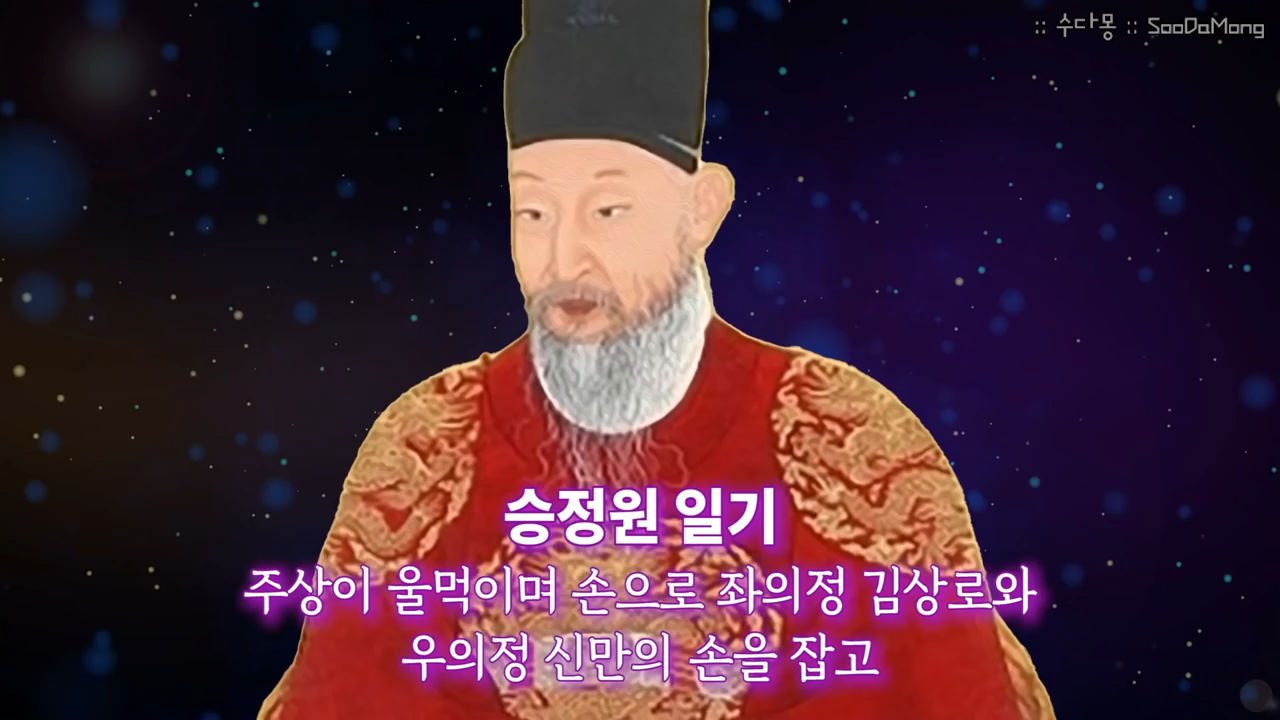 :: 수다몽 :: SooDaMong
승정원 일기
주상이 울먹이며 손으로 좌의정 김상로와
우의정 신만의 손을 잡고